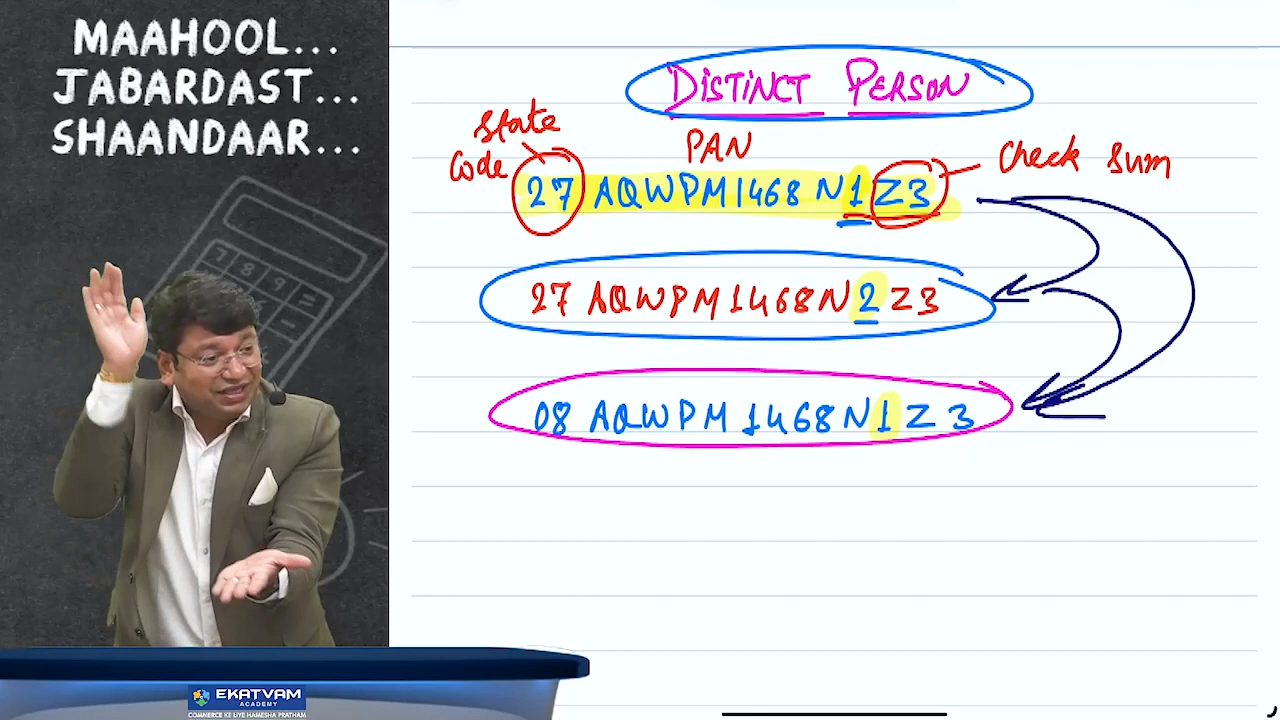 MAAHOOL...
JABARDAST...
SHAANDAAR...
DISTINCT PERSON
State
Code
PAN
Check Sum
27 AQWPM1468N1Z3
27 AQWPM1468N2Z3
08 AQWPM1468N1Z3
EKATVAM
ACADEMY
COMMERCE KE LIYE HAMESHA PRATHAM